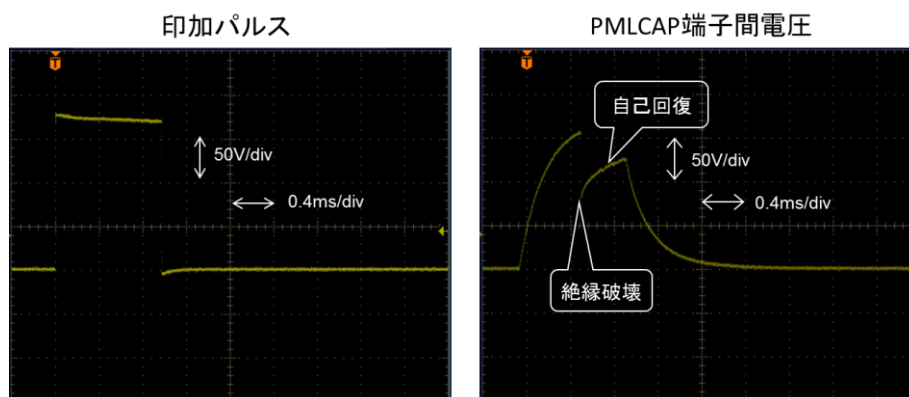 印加パルス
PMLCAP端子間電圧
T
50V/div
0.4ms/div
T
自己回復
50V/div
0.4ms/div
絶縁破壊